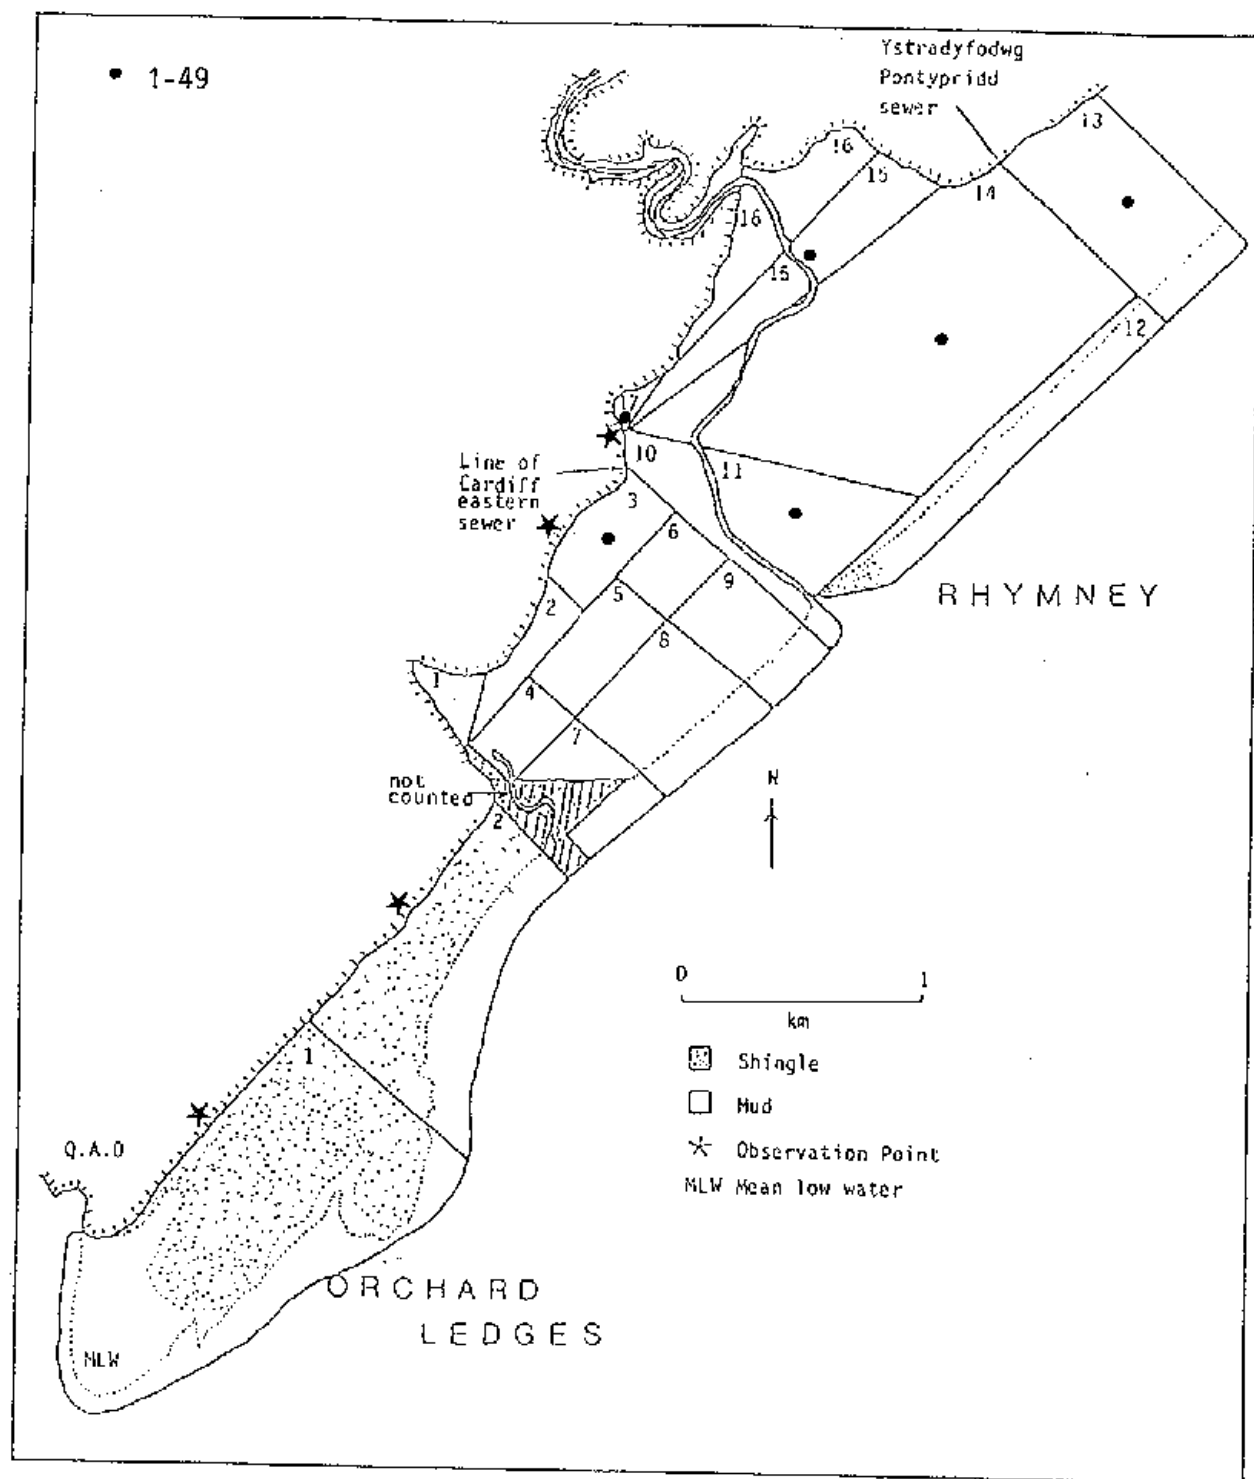 1-49
Ystradyfodwg
Pontypridd
sewer
13
16
15
14
16
15
12
17
10
Line of
Cardiff
eastern
sewer
11
3
6
9
5
2
8
RHYMNEY
1
4
7
not
counted
2
N
0 1
km
1
Shingle
Mud
Observation Point
MLW Mean low water
Q.A.D
ORCHARD
LEDGES
MLW